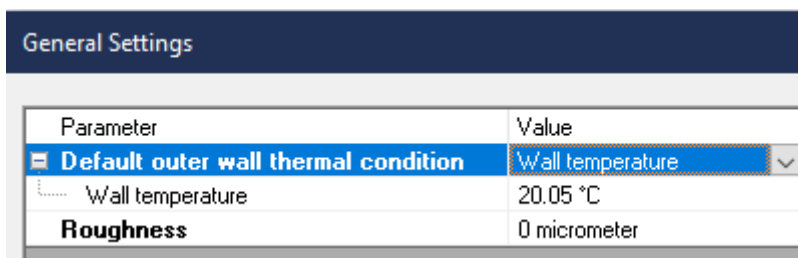 General Settings
Parameter Value
Default outer wall thermal condition Wall temperature
Wall temperature 20.05 °C
Roughness 0 micrometer